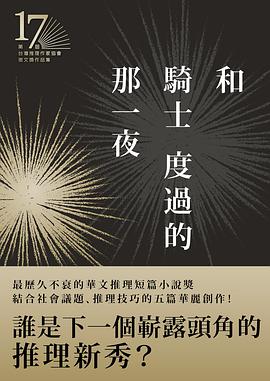 17
第　屆
台灣推理作家協會
徵文獎作品集
和
騎士度過的
那一夜
最歷久不衰的華文推理短篇小說獎
結合社會議題、推理技巧的五篇華麗創作！
誰是下一個嶄露頭角的
推理新秀？